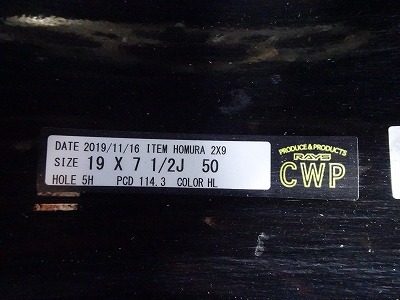 DATE 2019/11/16 ITEM HOMURA 2X9
SIZE 19 X 7 1/2J 50
HOLE 5H PCD 114.3 COLOR HL
PRODUCE & PRODUCTS
RAYS
CWP